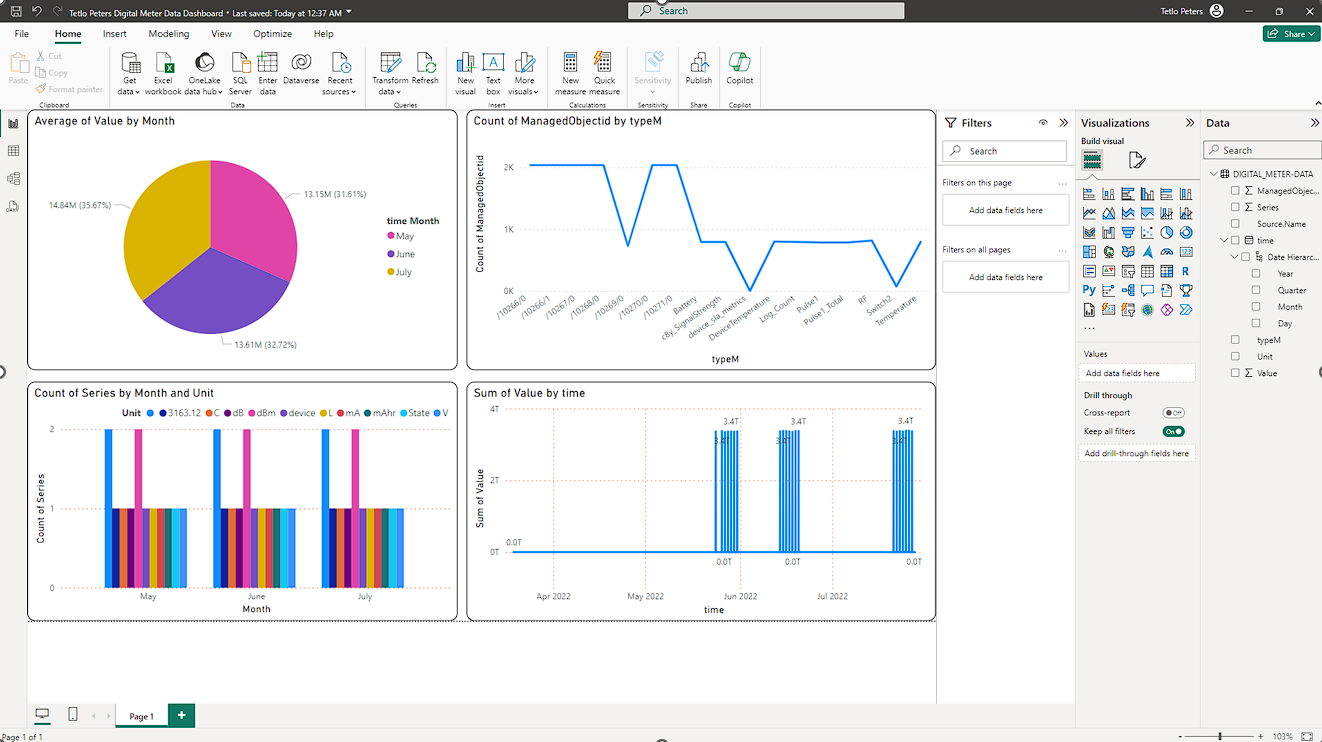 Tetlo Peters Digital Meter Data Dashboard • Last saved: Today at 12:37 AM
Search
Tetlo Peters
File Home Insert Modeling View Optimize Help
Share
Paste
Cut
Copy
Format painter
Clipboard
Get data
Excel workbook
OneLake data hub
SQL Server
Enter data
Dataverse
Recent sources
Data
Transform data
Refresh
Queries
New visual
Text box
More visuals
Insert
New measure
Quick measure
Calculations
Sensitivity
Sensitivity
Publish
Share
Copilot
Copilot
Average of Value by Month
13.15M (31.61%)
14.84M (35.67%)
13.61M (32.72%)
time Month
May
June
July
Count of ManagedObjectid by typeM
Count of ManagedObjectid
2K
1K
0K
/10266/0
/10266/1
/10267/0
/10268/0
/10269/0
/10270/0
/10271/0
Battery
c8y_SignalStrength
device_sla_metrics
DeviceTemperature
Log_Count
Pulse1
Pulse1_Total
RF
Switch2
Temperature
typeM
Count of Series by Month and Unit
Unit 3163.12 C dB dBm device L mA mAhr State V
Count of Series
2
1
0
May June July
Month
Sum of Value by time
Sum of Value
4T
2T
0T
0.0T
3.4T
3.4T
0.0T
3.4T
3.4T
0.0T
3.4T
3.4T
0.0T
Apr 2022 May 2022 Jun 2022 Jul 2022
time
Filters
Search
Filters on this page
...
Add data fields here
Filters on all pages
...
Add data fields here
Visualizations
Build visual
R
Py
123
...
Values
Add data fields here
Drill through
Cross-report
Off
Keep all filters
On
Add drill-through fields here
Data
Search
DIGITAL_METER-DATA
ManagedObjec...
Series
Source.Name
time
Date Hierarc...
Year
Quarter
Month
Day
typeM
Unit
Value
Page 1
+
Page 1 of 1
- + 103%